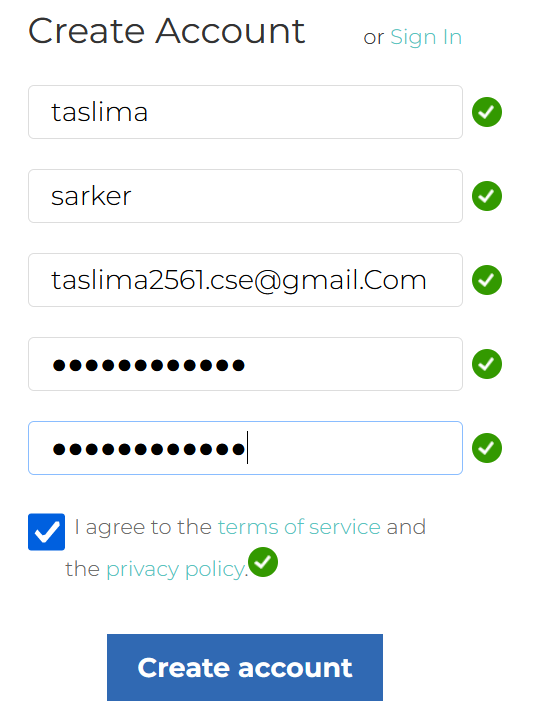 Create Account or Sign In
taslima
sarker
taslima2561.cse@gmail.Com
●●●●●●●●●●●●
●●●●●●●●●●●●
I agree to the terms of service and
the privacy policy.
Create account